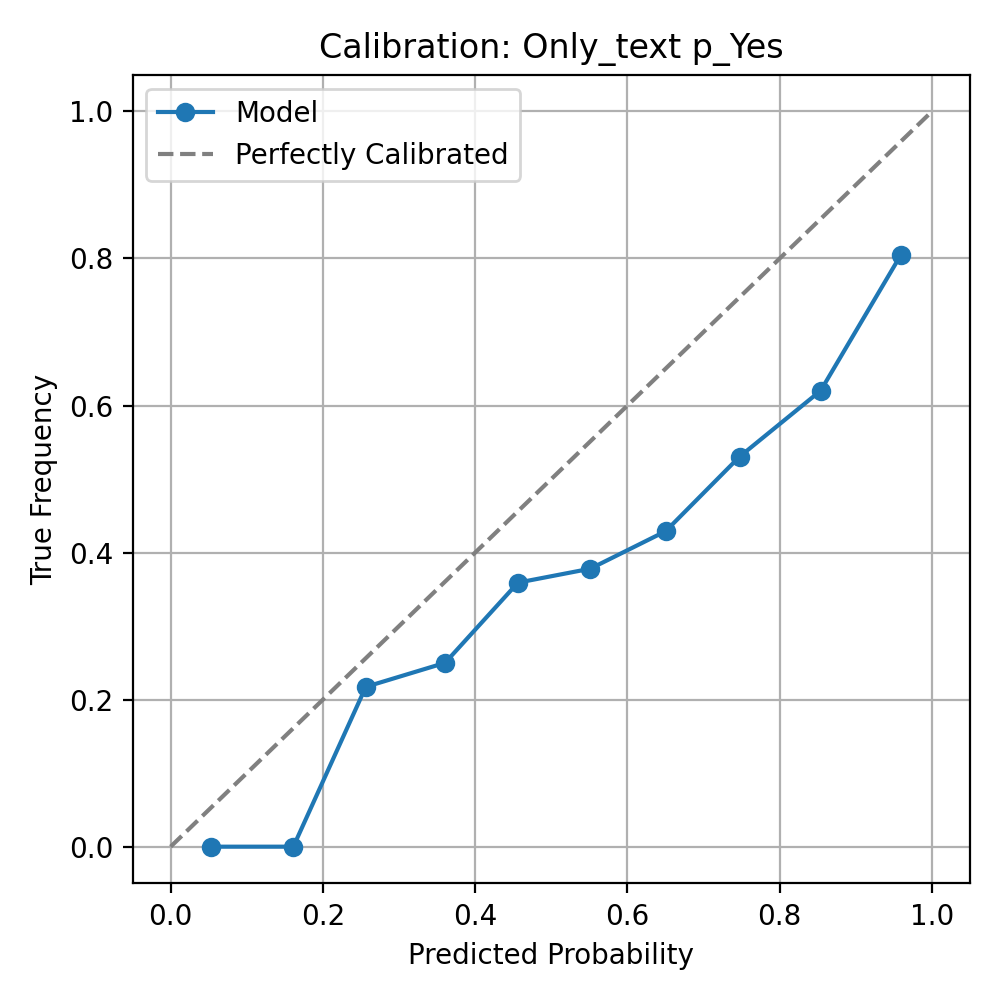 Calibration: Only_text p_Yes
Model
Perfectly Calibrated
1.0
0.8
0.6
0.4
0.2
0.0
True Frequency
0.0 0.2 0.4 0.6 0.8 1.0
Predicted Probability